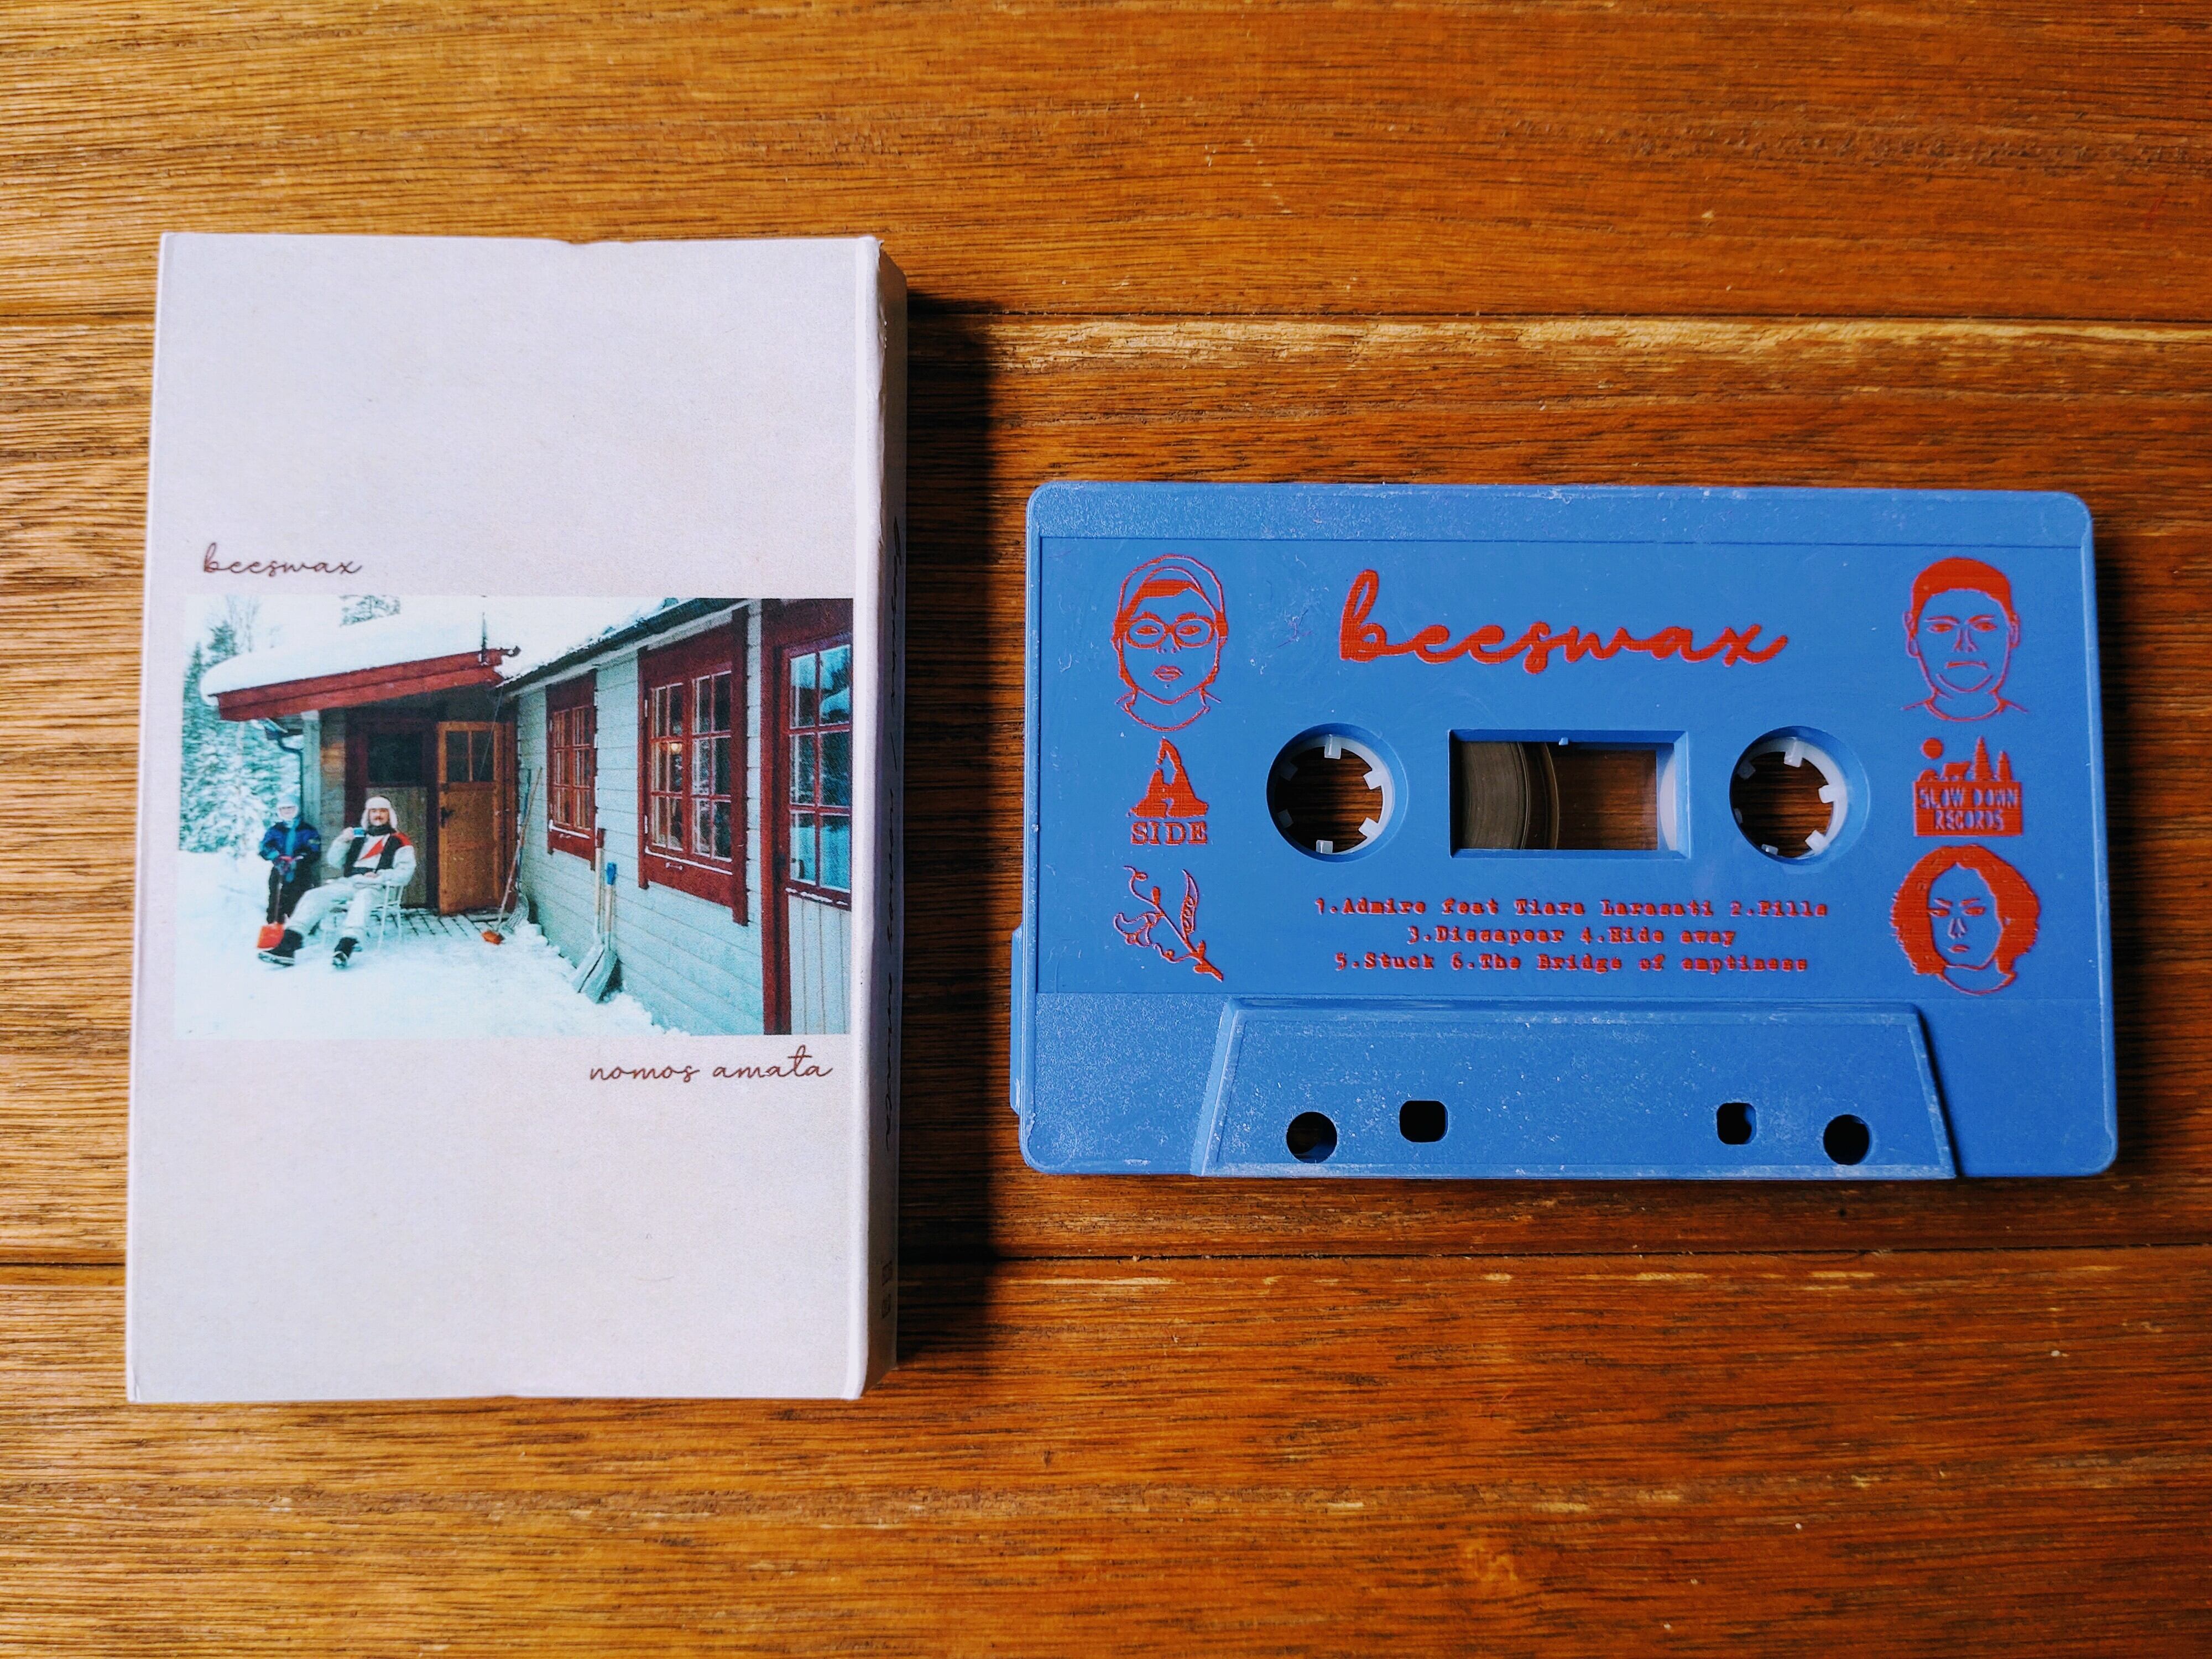 beeswax
nomos amata
beeswax
A
SIDE
SLOW DOWN
RECORDS
1.Admire feat Tiara Larasati 2.Pills
3.Dissapear 4.Hide away
5.Stuck 6.The Bridge of emptiness